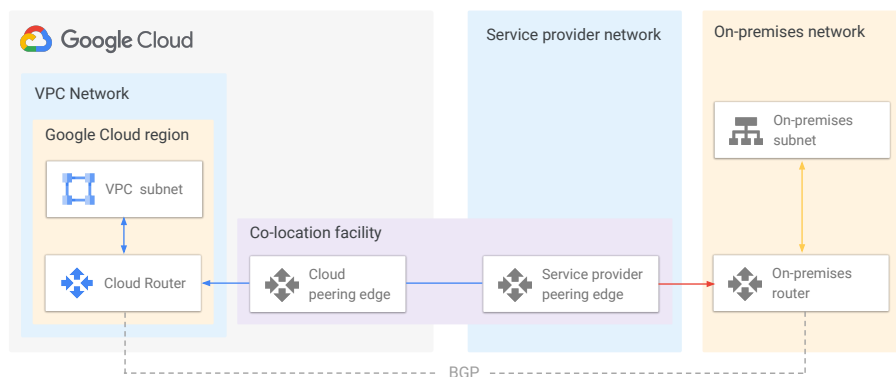 Google Cloud
Service provider network
On-premises network
VPC Network
Google Cloud region
On-premises
subnet
VPC subnet
Co-location facility
Cloud Router
Cloud
peering edge
Service provider
peering edge
On-premises
router
BGP